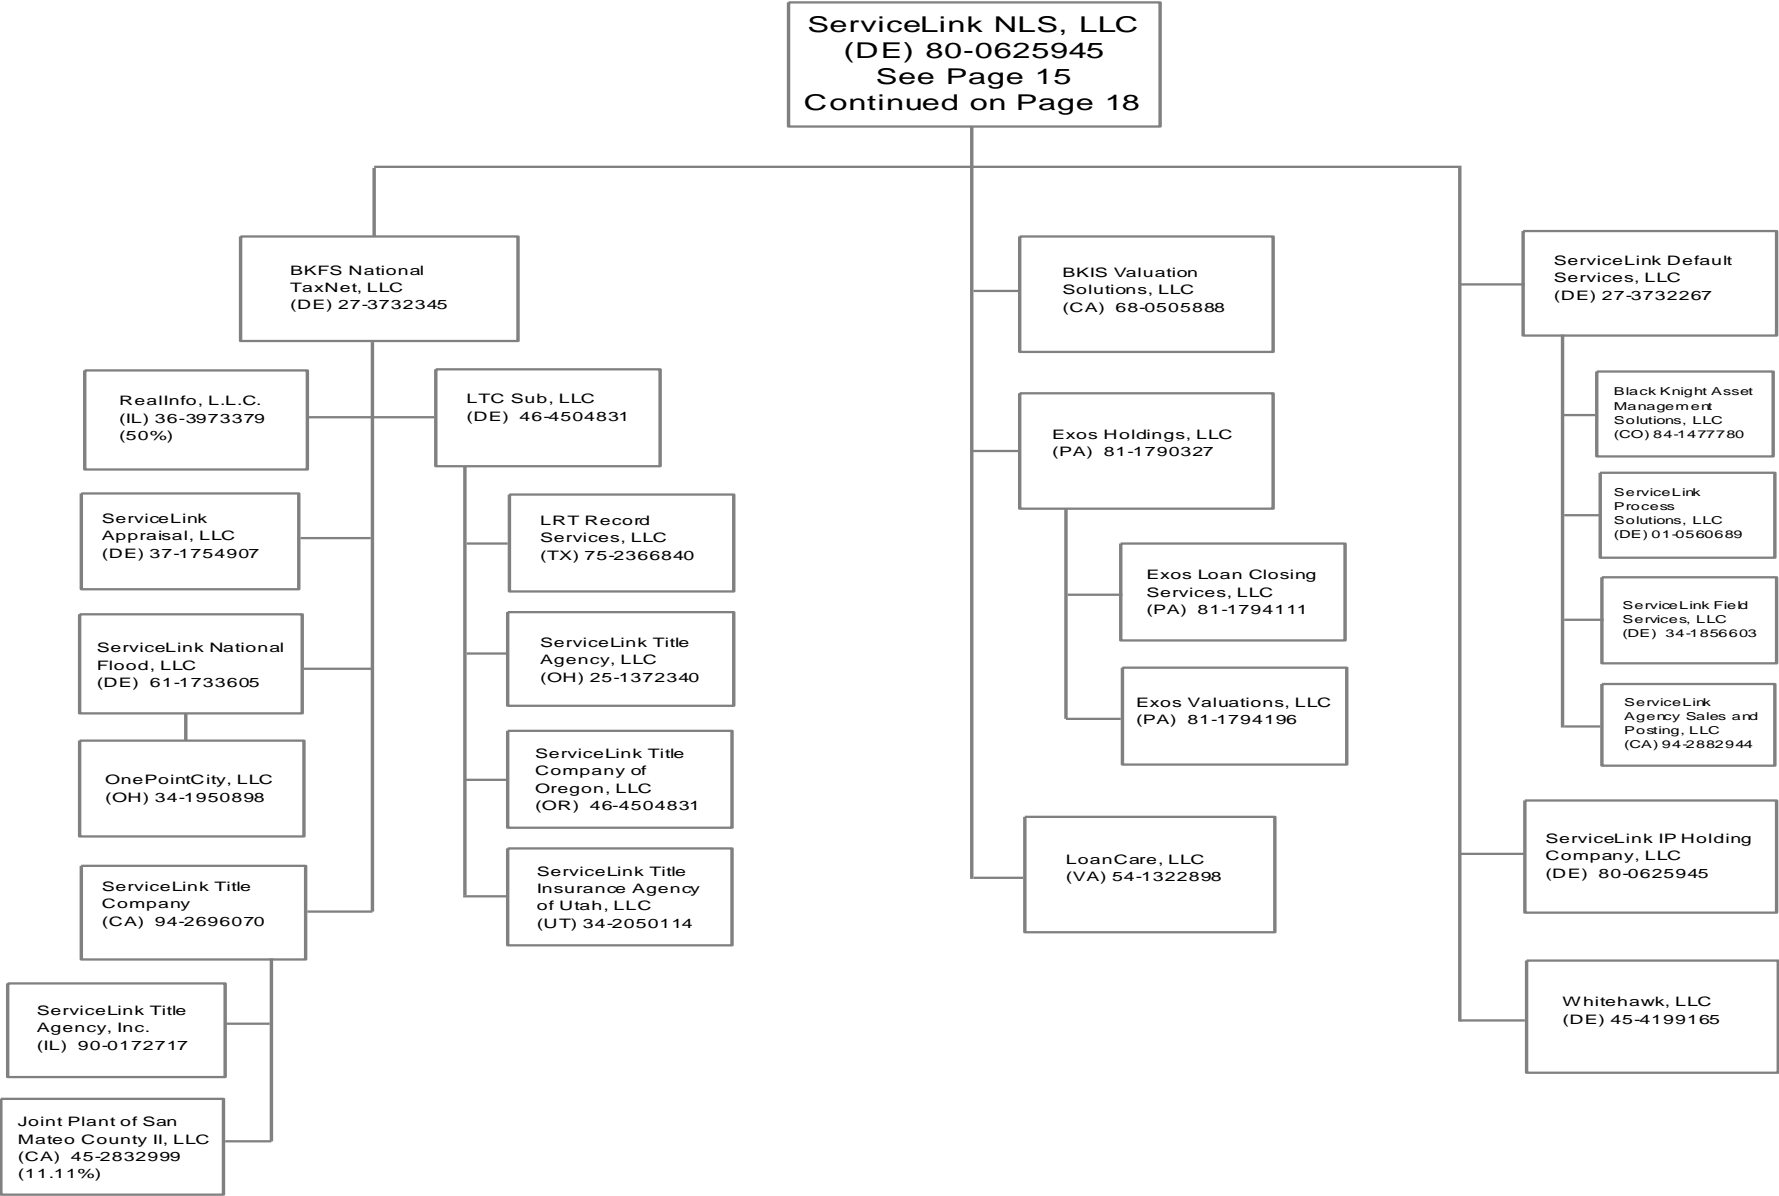 ServiceLink NLS, LLC
(DE) 80-0625945
See Page 15
Continued on Page 18
BKFS National
TaxNet, LLC
(DE) 27-3732345
RealInfo, L.L.C.
(IL) 36-3973379
(50%)
LTC Sub, LLC
(DE) 46-4504831
ServiceLink
Appraisal, LLC
(DE) 37-1754907
ServiceLink National
Flood, LLC
(DE) 61-1733605
OnePointCity, LLC
(OH) 34-1950898
ServiceLink Title
Company
(CA) 94-2696070
ServiceLink Title
Agency, Inc.
(IL) 90-0172717
Joint Plant of San
Mateo County II, LLC
(CA) 45-2832999
(11.11%)
LRT Record
Services, LLC
(TX) 75-2366840
ServiceLink Title
Agency, LLC
(OH) 25-1372340
ServiceLink Title
Company of
Oregon, LLC
(OR) 46-4504831
ServiceLink Title
Insurance Agency
of Utah, LLC
(UT) 34-2050114
BKIS Valuation
Solutions, LLC
(CA) 68-0505888
Exos Holdings, LLC
(PA) 81-1790327
Exos Loan Closing
Services, LLC
(PA) 81-1794111
Exos Valuations, LLC
(PA) 81-1794196
LoanCare, LLC
(VA) 54-1322898
ServiceLink Default
Services, LLC
(DE) 27-3732267
Black Knight Asset
Management
Solutions, LLC
(CO) 84-1477780
ServiceLink
Process
Solutions, LLC
(DE) 01-0560689
ServiceLink Field
Services, LLC
(DE) 34-1856603
ServiceLink
Agency Sales and
Posting, LLC
(CA) 94-2882944
ServiceLink IP Holding
Company, LLC
(DE) 80-0625945
Whitehawk, LLC
(DE) 45-4199165